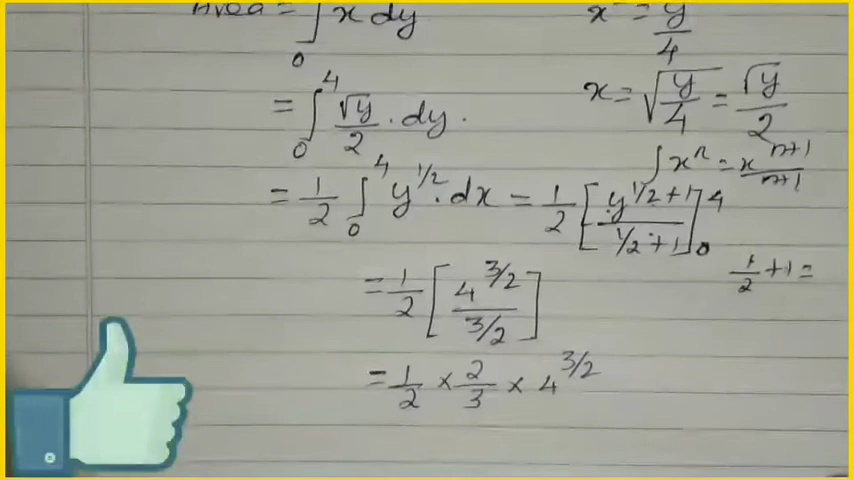 Area = ∫₀ x dy
x² = y/4
= ∫₀⁴ √y/2 . dy.
x = √(y/4) = √y/2
∫xⁿ = xⁿ⁺¹/n+1
= 1/2 ∫₀⁴ y^1/2 . dx = 1/2 [y^1/2+1 / 1/2+1]₀⁴
1/2 + 1 =
= 1/2 [4^3/2 / 3/2]
= 1/2 × 2/3 × 4^3/2